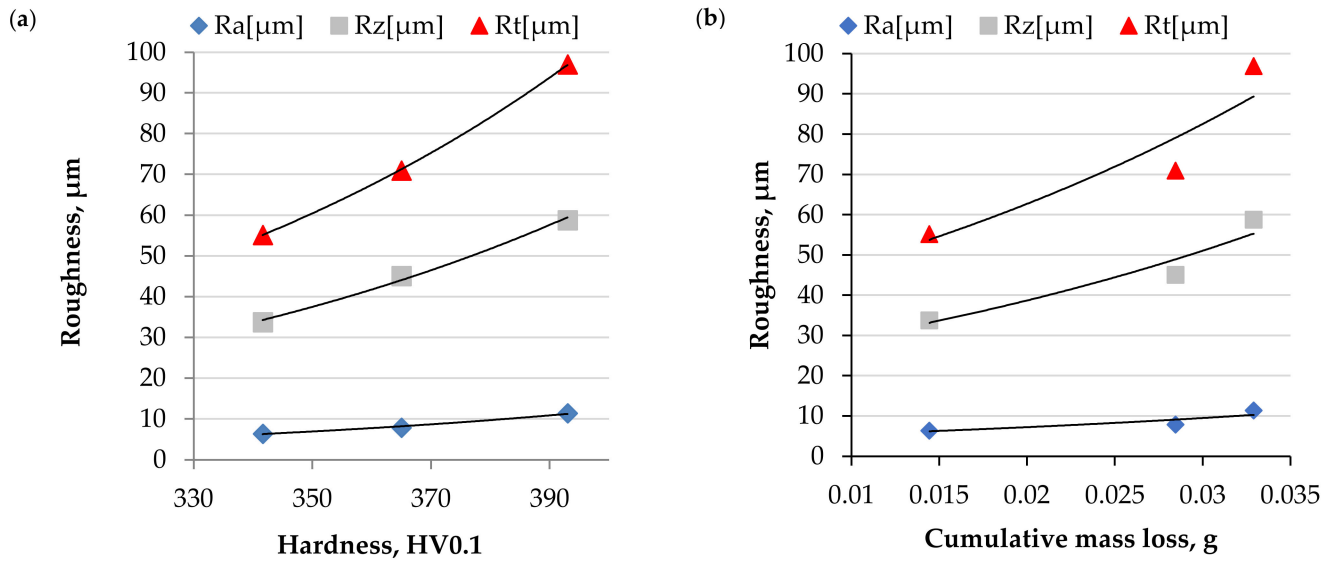 (a)
Ra[µm] Rz[µm] Rt[µm]
100
90
80
70
60
50
40
30
20
10
0
Roughness, µm
330 350 370 390
Hardness, HV0.1
(b)
Ra[µm] Rz[µm] Rt[µm]
100
90
80
70
60
50
40
30
20
10
0
Roughness, µm
0.01 0.015 0.02 0.025 0.03 0.035
Cumulative mass loss, g